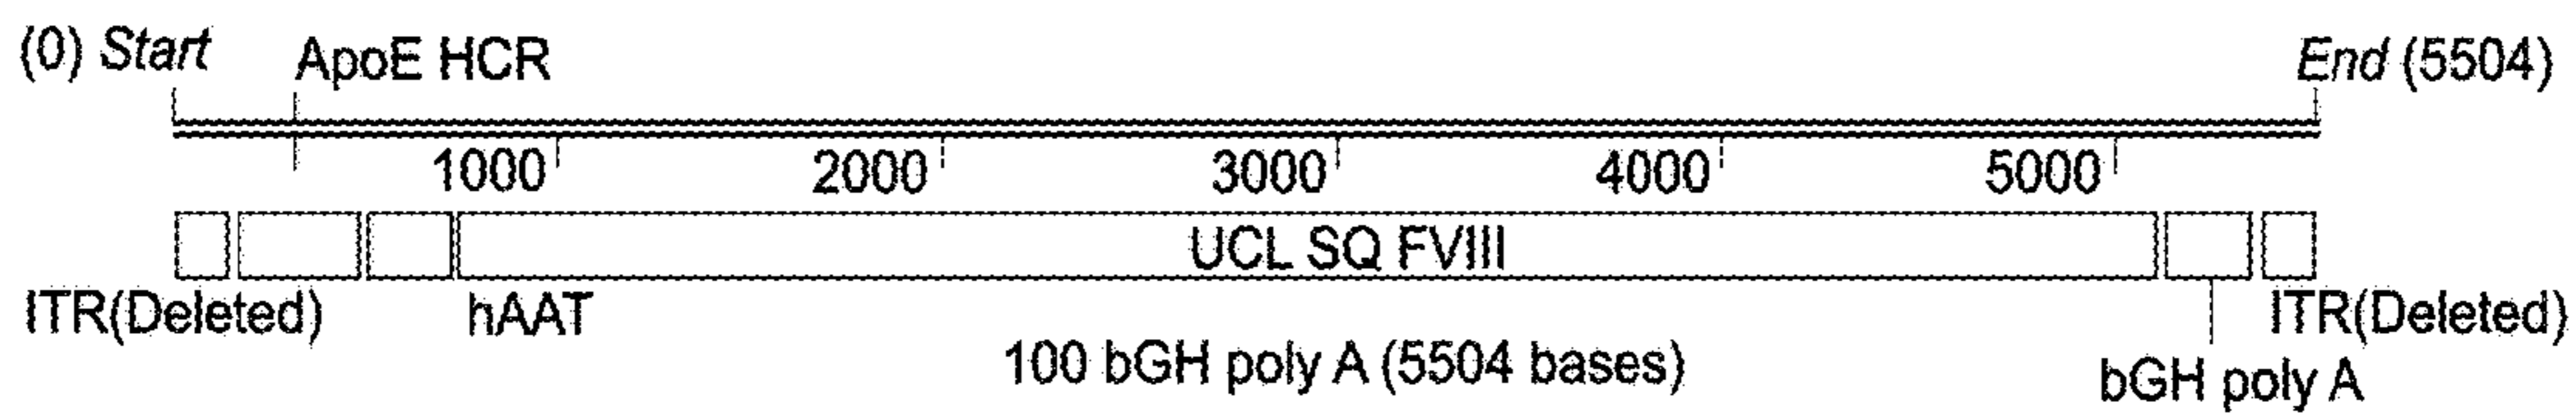 (0) Start ApoE HCR End (5504)
1000 2000 3000 4000 5000
UCL SQ FVIII
ITR(Deleted) hAAT ITR(Deleted)
100 bGH poly A (5504 bases)
bGH poly A